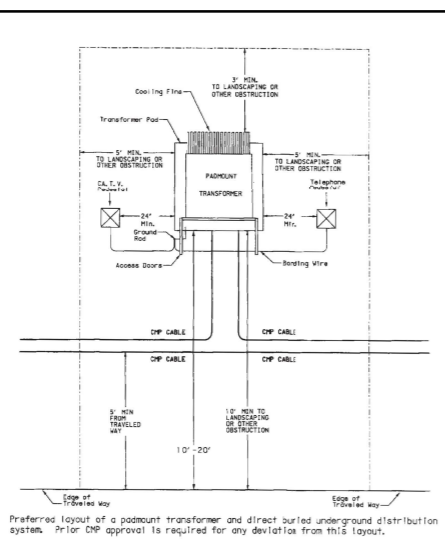 3' MIN.
TO LANDSCAPING OR
OTHER OBSTRUCTION
Cooling Fins
Transformer Pad
5' MIN.
TO LANDSCAPING OR
OTHER OBSTRUCTION
5' MIN.
TO LANDSCAPING OR
OTHER OBSTRUCTION
PADMOUNT
TRANSFORMER
CA.T.V.
Pedestal
Telephone
Pedestal
24"
Min.
24"
Min.
Ground
Rod
Access Doors
Bonding Wire
CMP CABLE
CMP CABLE
CMP CABLE
CMP CABLE
5' MIN
FROM
TRAVELED
WAY
10' MIN TO
LANDSCAPING
OR OTHER
OBSTRUCTION
10'-20'
Edge of
Traveled Way
Edge of
Traveled Way
Preferred layout of a padmount transformer and direct buried underground distribution
system. Prior CMP approval is required for any deviation from this layout.